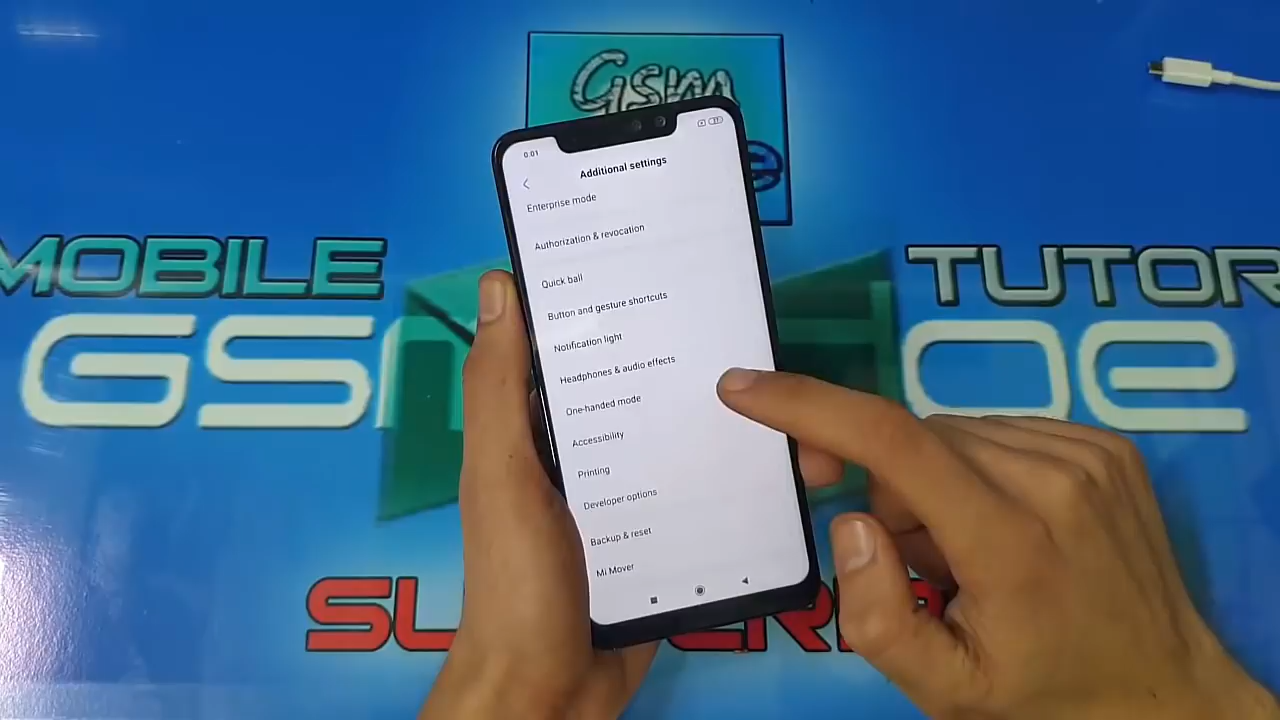 Gsm
0:01
Additional settings
Enterprise mode
Authorization & revocation
Quick ball
Button and gesture shortcuts
Notification light
Headphones & audio effects
One-handed mode
Accessibility
Printing
Developer options
Backup & reset
Mi Mover
MOBILE
TUTOR